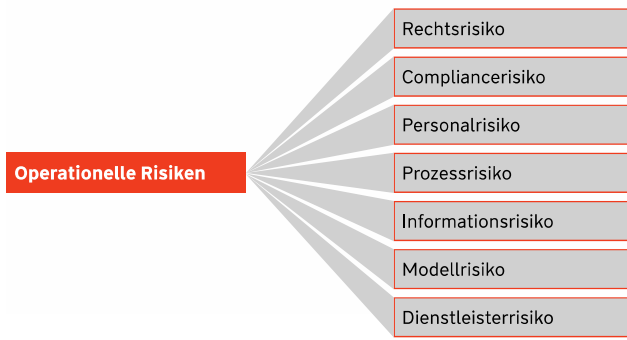 Operationelle Risiken
Rechtsrisiko
Compliancerisiko
Personalrisiko
Prozessrisiko
Informationsrisiko
Modellrisiko
Dienstleisterrisiko